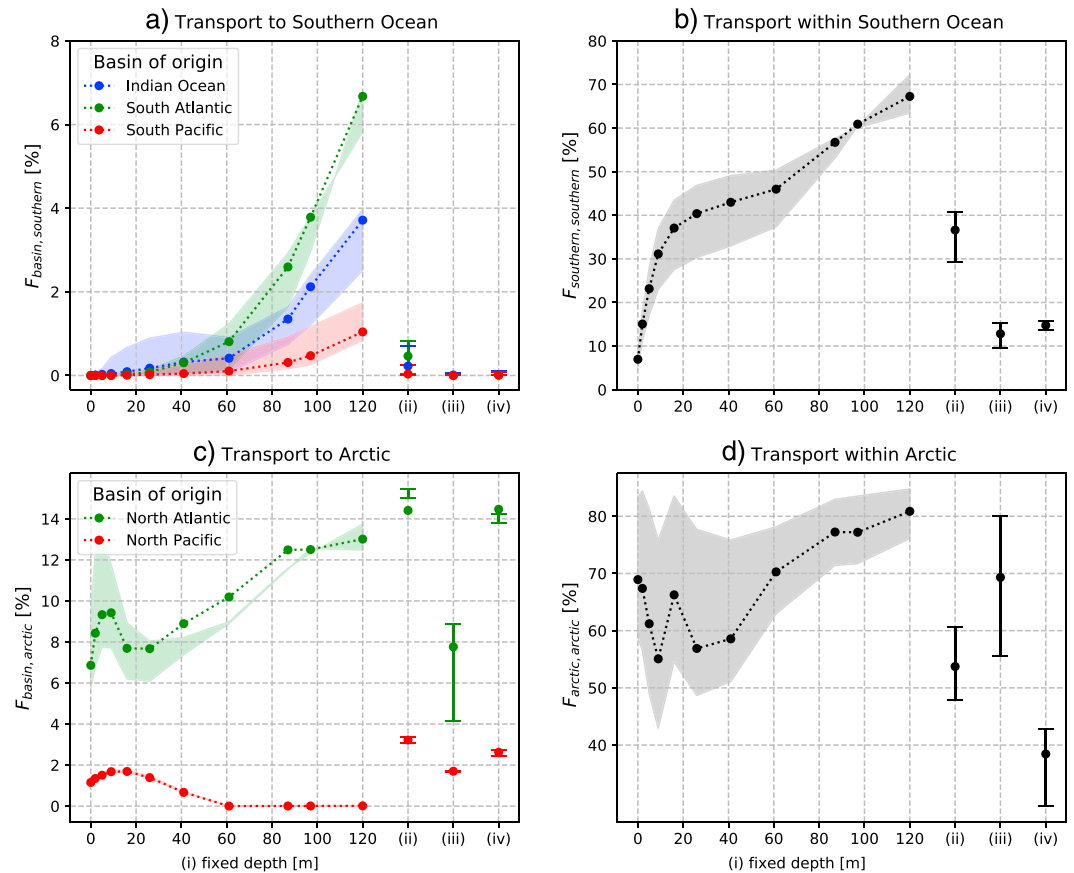 a) Transport to Southern Ocean
8
6
4
2
0
F_basin,southern [%]
Basin of origin
Indian Ocean
South Atlantic
South Pacific
0 20 40 60 80 100 120 (ii) (iii) (iv)
b) Transport within Southern Ocean
80
70
60
50
40
30
20
10
0
F_southern,southern [%]
0 20 40 60 80 100 120 (ii) (iii) (iv)
c) Transport to Arctic
14
12
10
8
6
4
2
0
F_basin,arctic [%]
Basin of origin
North Atlantic
North Pacific
0 20 40 60 80 100 120 (ii) (iii) (iv)
(i) fixed depth [m]
d) Transport within Arctic
80
70
60
50
40
F_arctic,arctic [%]
0 20 40 60 80 100 120 (ii) (iii) (iv)
(i) fixed depth [m]